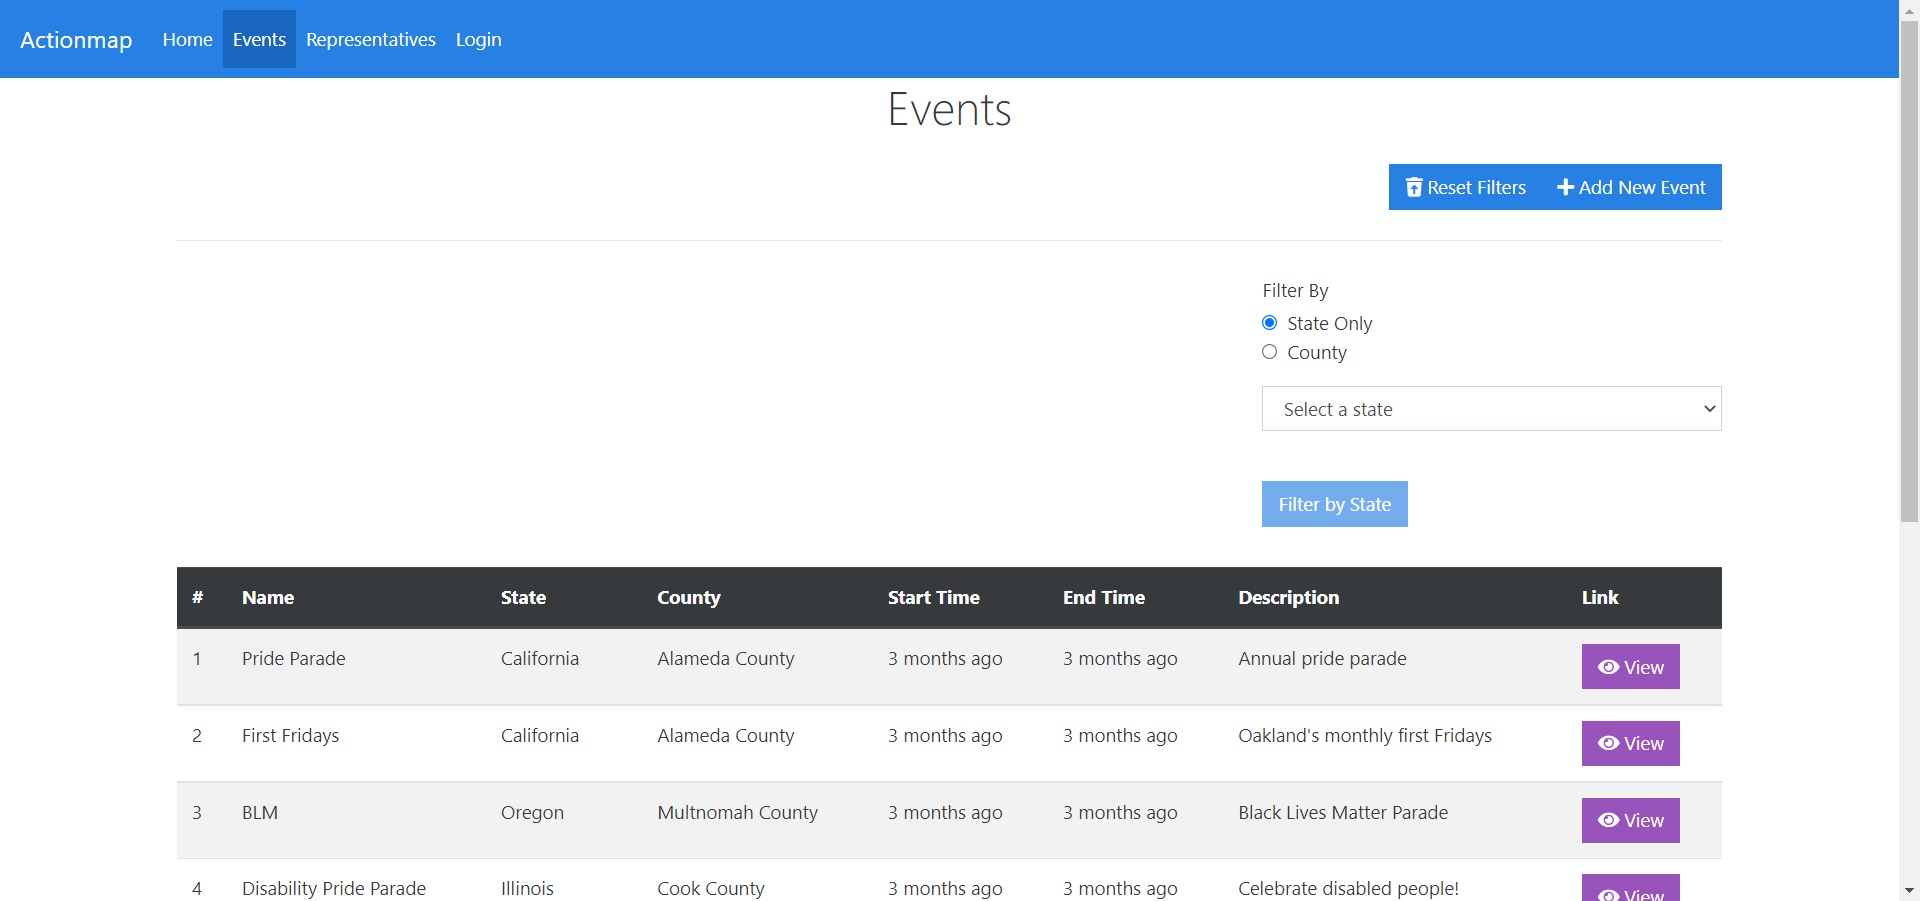 Actionmap Home Events Representatives Login
Events
Reset Filters Add New Event
Filter By
State Only
County
Select a state
Filter by State
# Name State County Start Time End Time Description Link
1 Pride Parade California Alameda County 3 months ago 3 months ago Annual pride parade View
2 First Fridays California Alameda County 3 months ago 3 months ago Oakland's monthly first Fridays View
3 BLM Oregon Multnomah County 3 months ago 3 months ago Black Lives Matter Parade View
4 Disability Pride Parade Illinois Cook County 3 months ago 3 months ago Celebrate disabled people! View